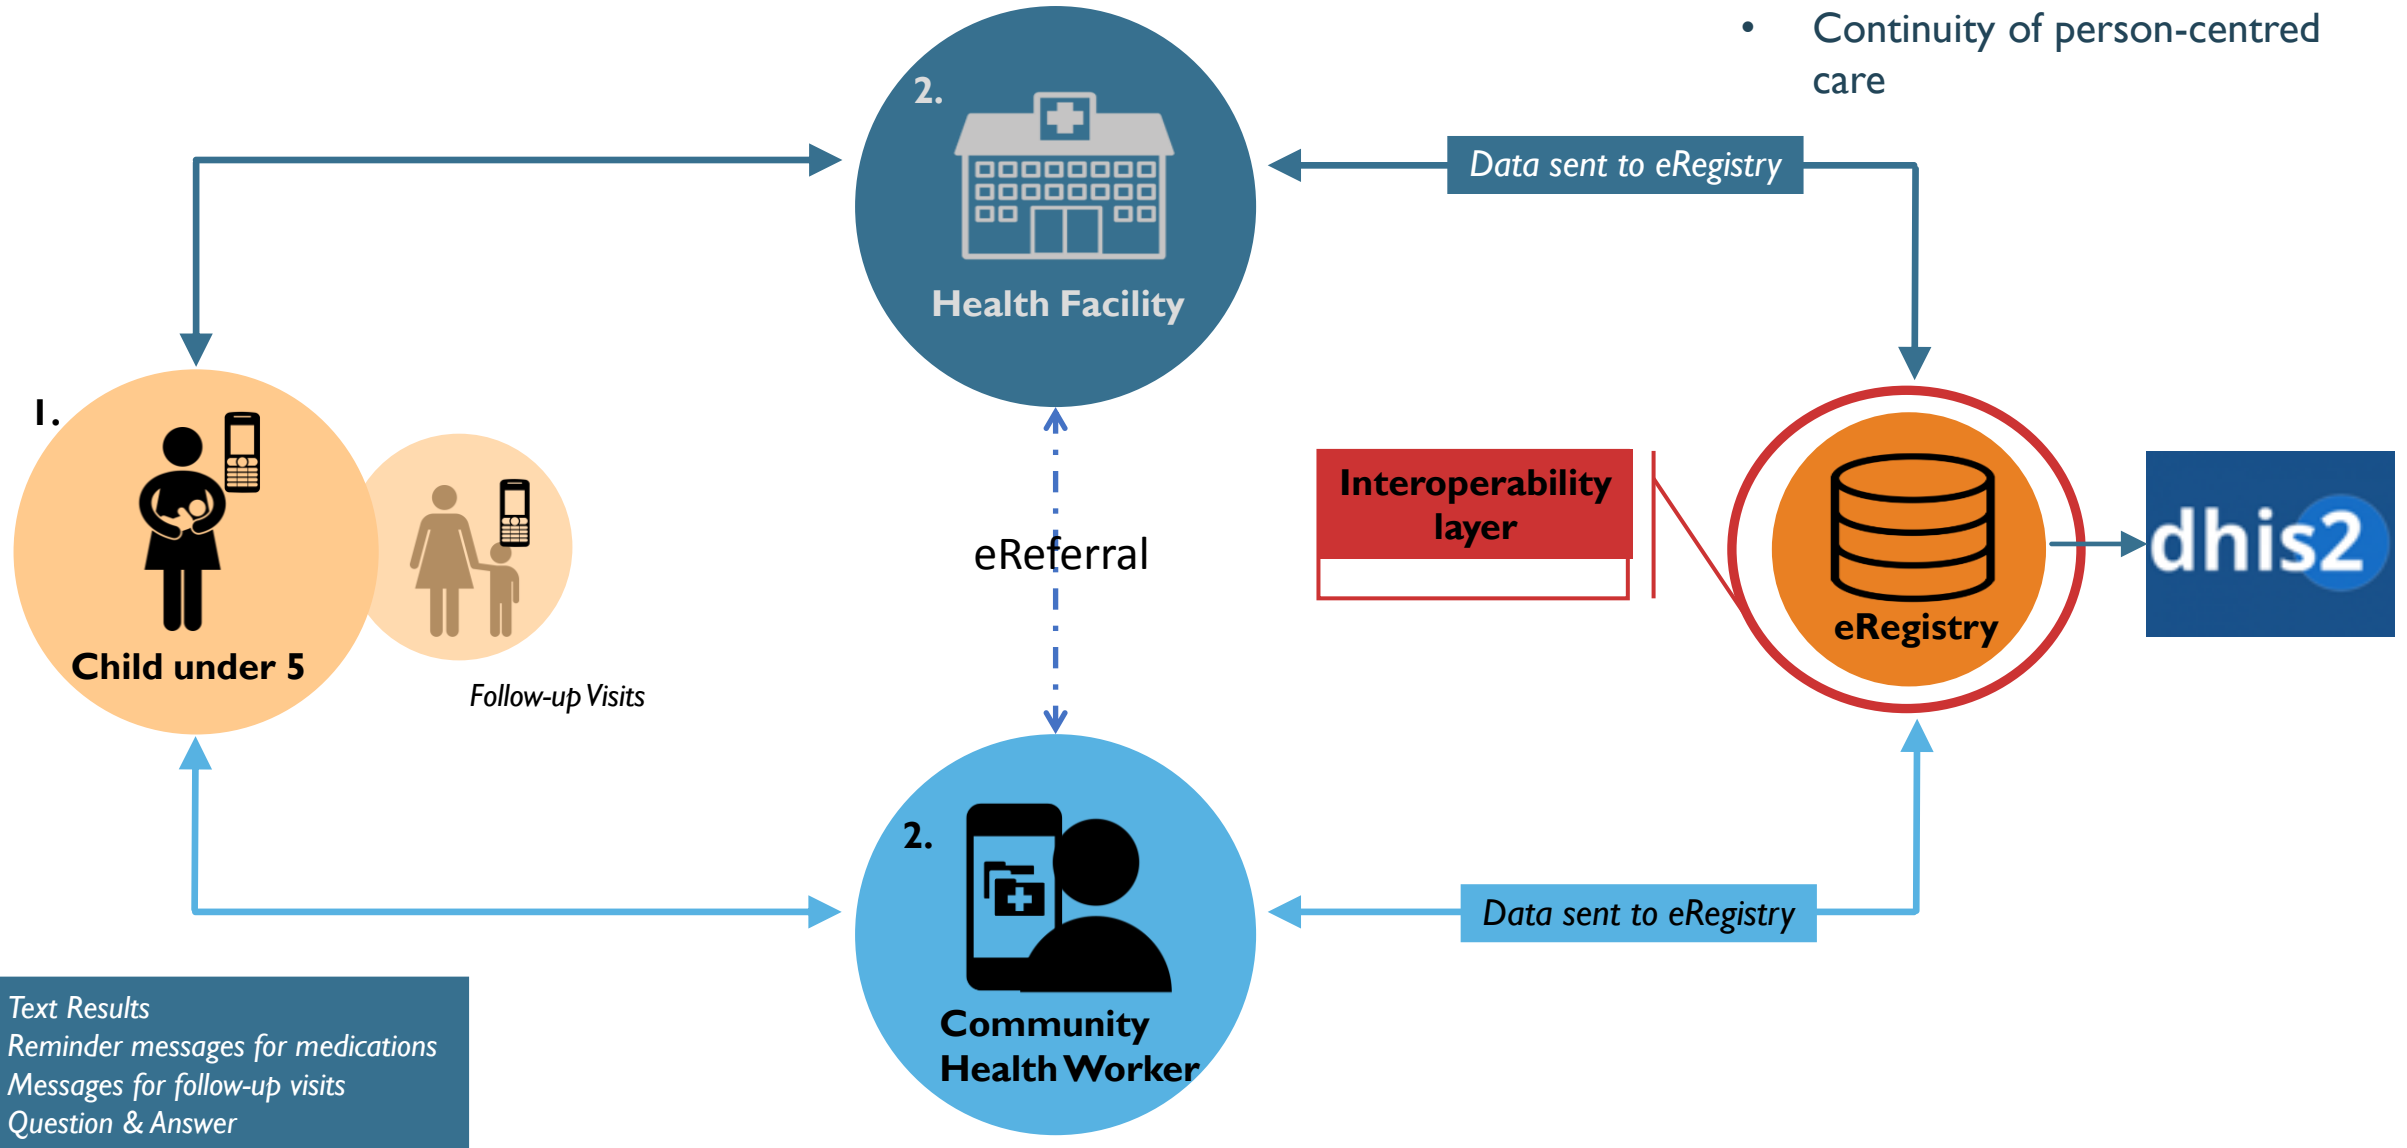 • Continuity of person-centred
care
2.
Health Facility
Data sent to eRegistry
1.
Child under 5
Follow-up Visits
eReferral
Interoperability
layer
eRegistry
dhis2
2.
Community
Health Worker
Data sent to eRegistry
Text Results
Reminder messages for medications
Messages for follow-up visits
Question & Answer